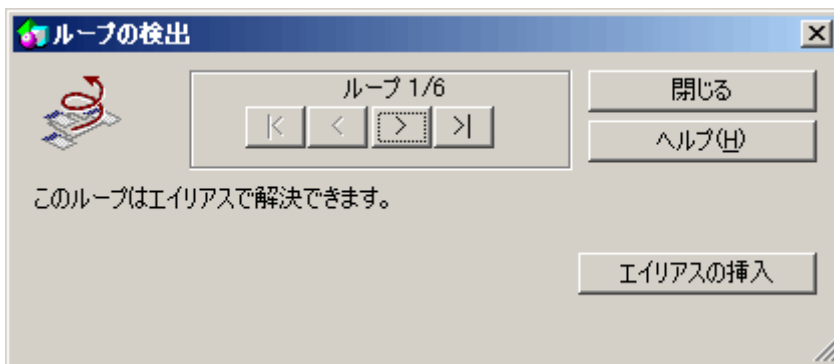 ループの検出
ループ 1/6
|< < > >|
閉じる
ヘルプ(H)
このループはエイリアスで解決できます。
エイリアスの挿入